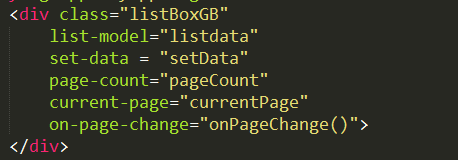 <div class="listBoxGB"
    list-model="listdata"
    set-data = "setData"
    page-count="pageCount"
    current-page="currentPage"
    on-page-change="onPageChange()">
</div>